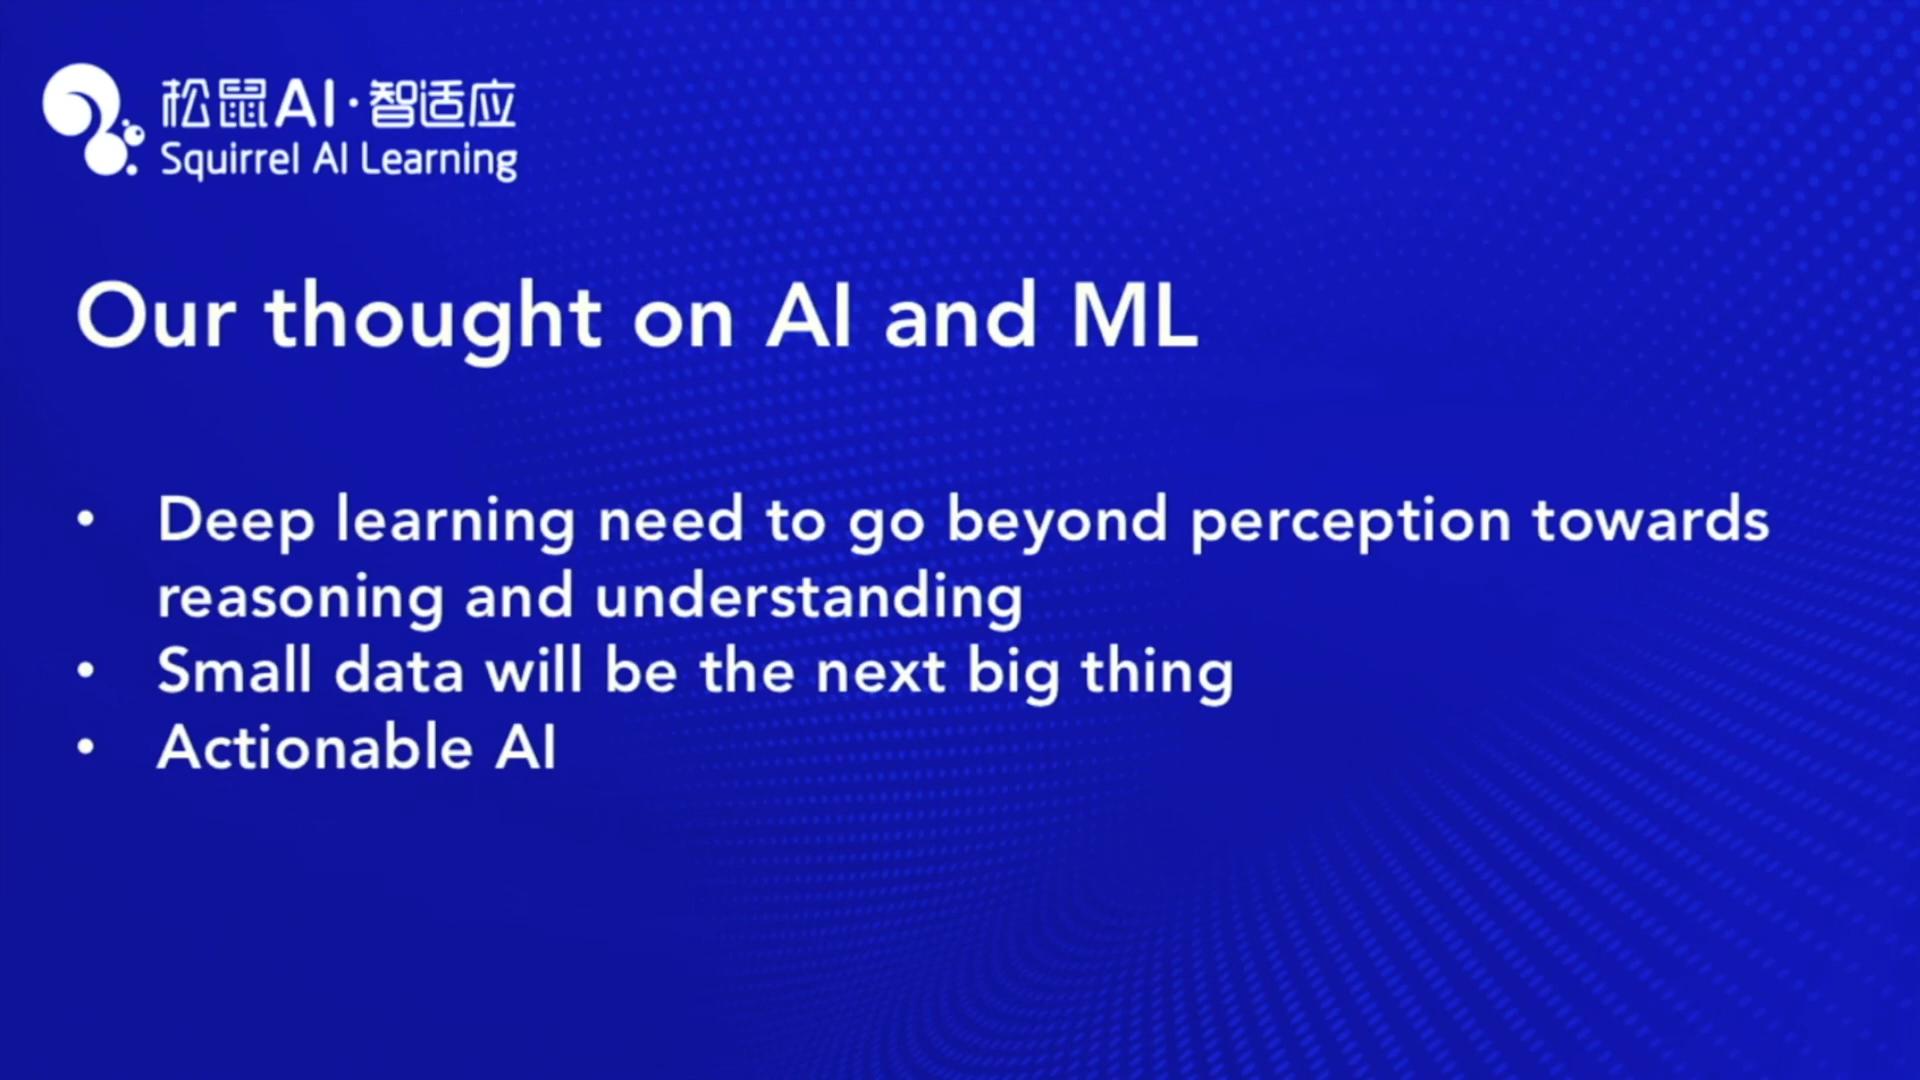 松鼠AI·智适应
Squirrel AI Learning
Our thought on AI and ML
• Deep learning need to go beyond perception towards
reasoning and understanding
• Small data will be the next big thing
• Actionable AI